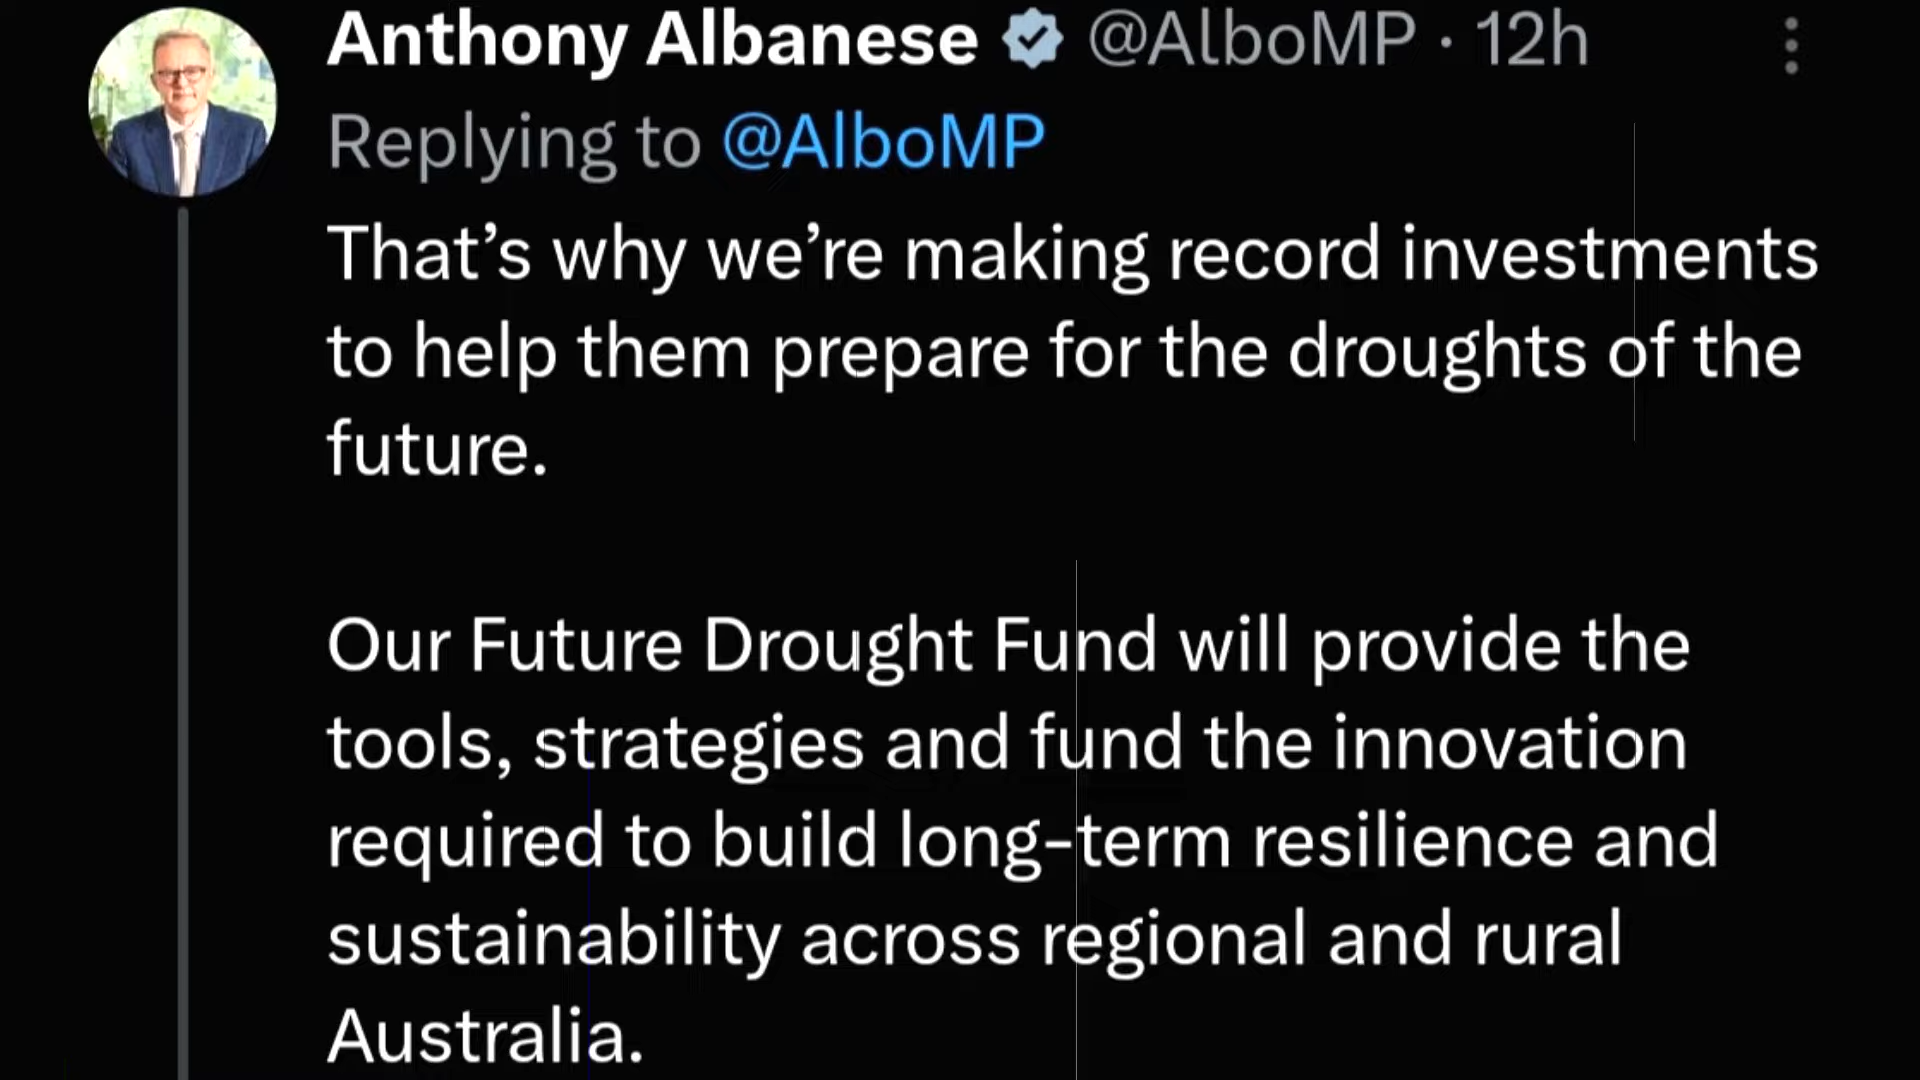 Anthony Albanese @AlboMP · 12h
Replying to @AlboMP
That’s why we’re making record investments
to help them prepare for the droughts of the
future.
Our Future Drought Fund will provide the
tools, strategies and fund the innovation
required to build long-term resilience and
sustainability across regional and rural
Australia.